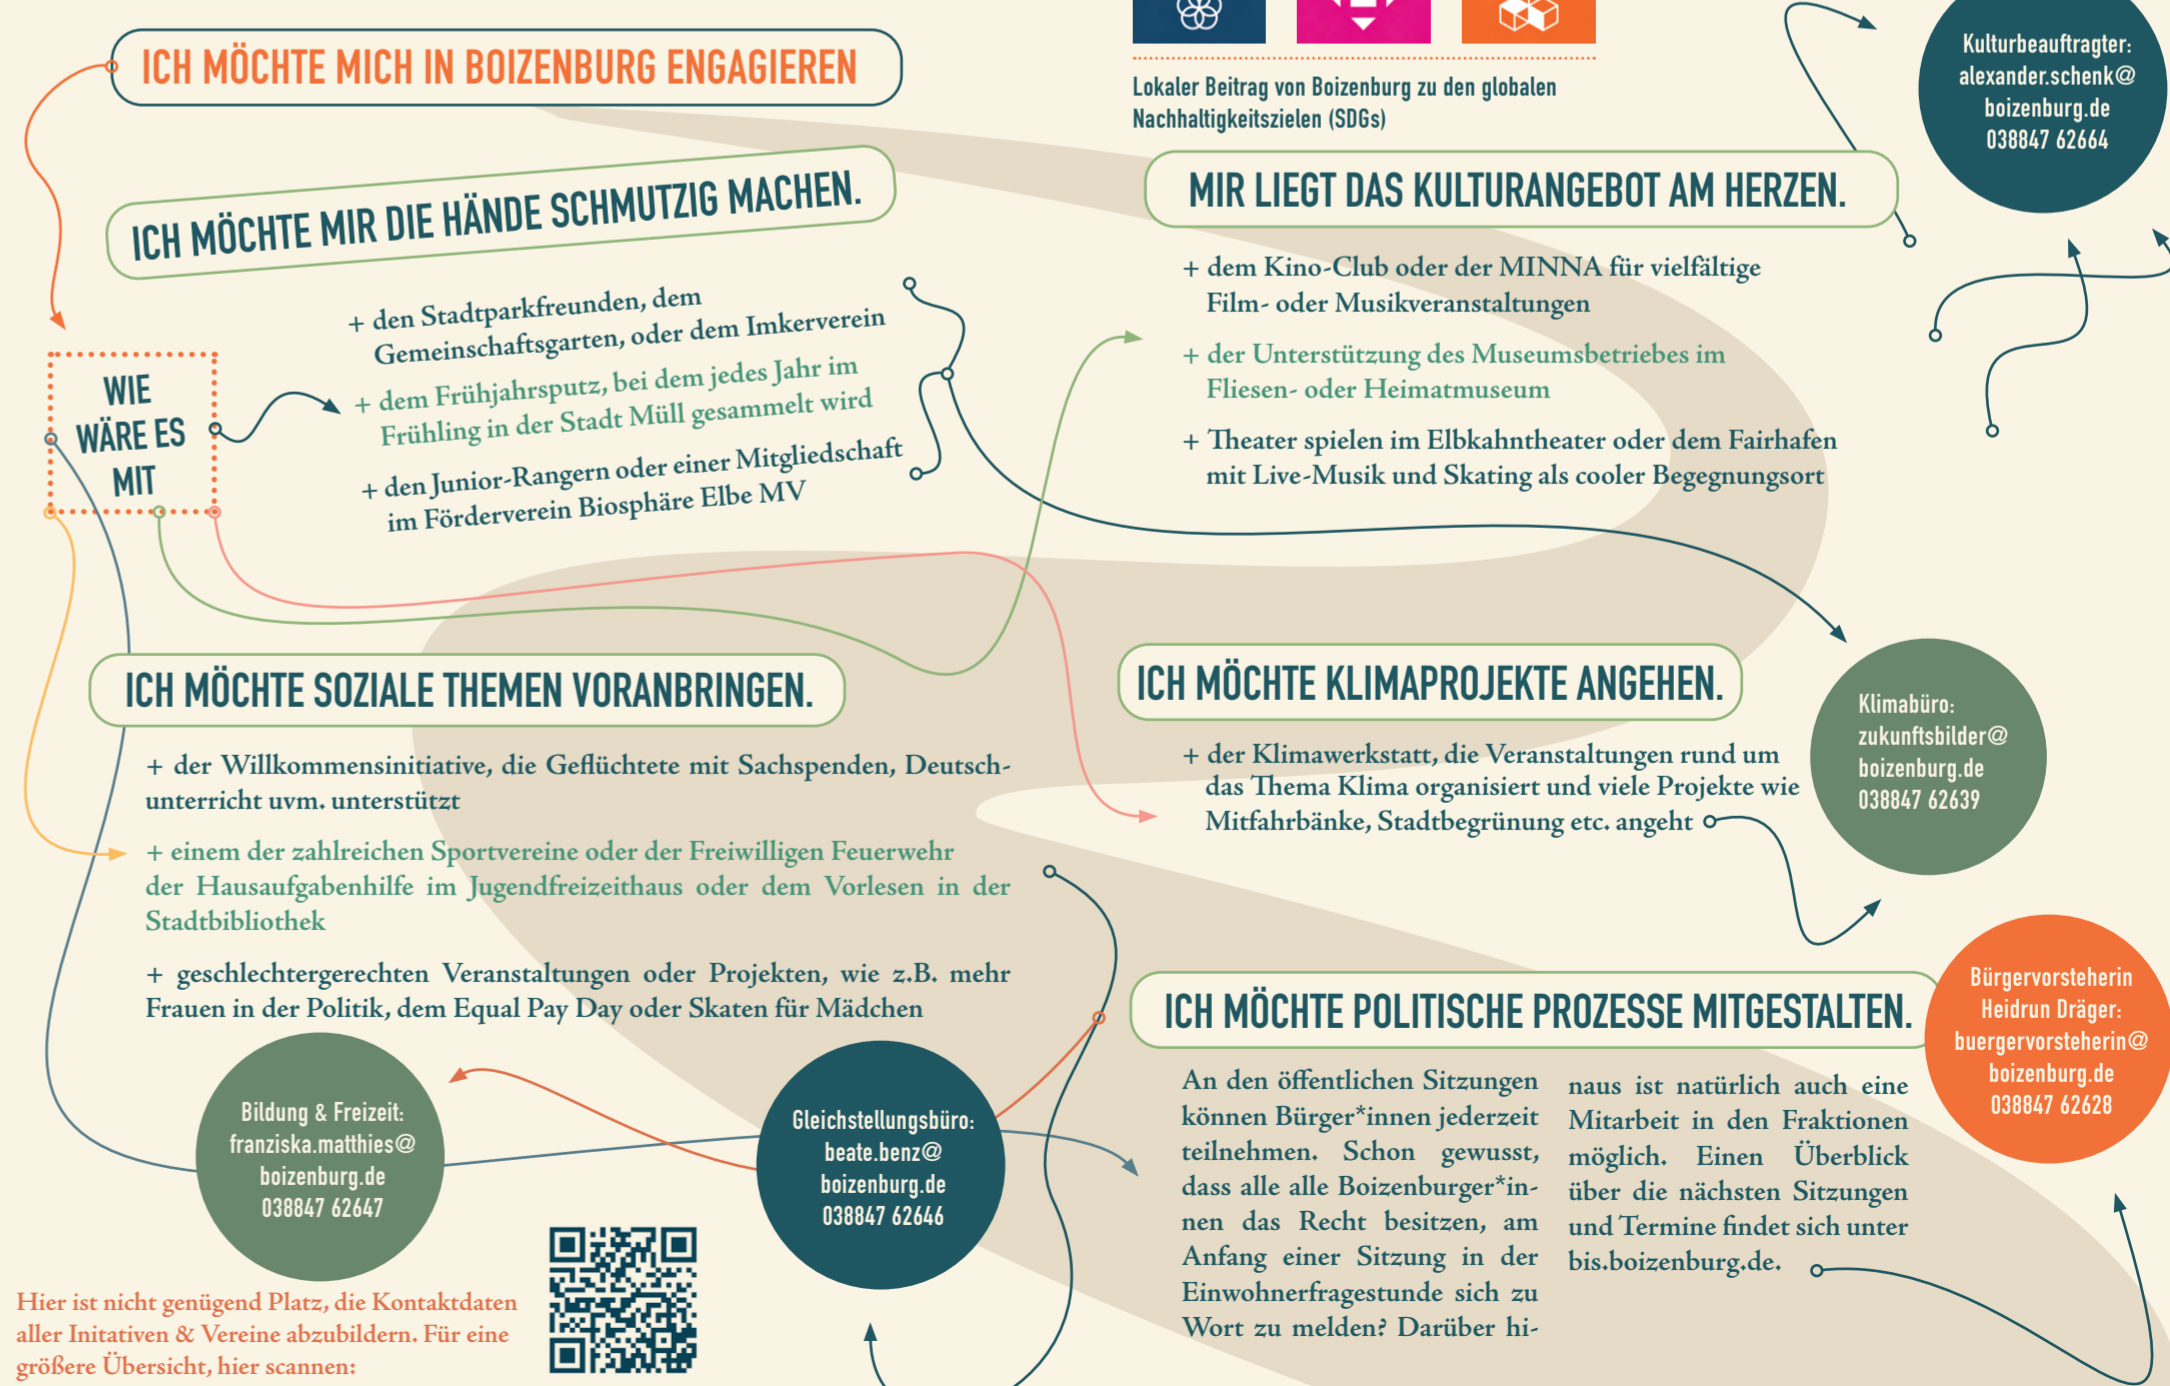 ICH MÖCHTE MICH IN BOIZENBURG ENGAGIEREN
Lokaler Beitrag von Boizenburg zu den globalen
Nachhaltigkeitszielen (SDGs)
Kulturbeauftragter:
alexander.schenk@
boizenburg.de
038847 62664
WIE
WÄRE ES
MIT
ICH MÖCHTE MIR DIE HÄNDE SCHMUTZIG MACHEN.
+ den Stadtparkfreunden, dem
Gemeinschaftsgarten, oder dem Imkerverein
+ dem Frühjahrsputz, bei dem jedes Jahr im
Frühling in der Stadt Müll gesammelt wird
+ den Junior-Rangern oder einer Mitgliedschaft
im Förderverein Biosphäre Elbe MV
MIR LIEGT DAS KULTURANGEBOT AM HERZEN.
+ dem Kino-Club oder der MINNA für vielfältige
Film- oder Musikveranstaltungen
+ der Unterstützung des Museumsbetriebes im
Fliesen- oder Heimatmuseum
+ Theater spielen im Elbkahntheater oder dem Fairhafen
mit Live-Musik und Skating als cooler Begegnungsort
ICH MÖCHTE SOZIALE THEMEN VORANBRINGEN.
+ der Willkommensinitiative, die Geflüchtete mit Sachspenden, Deutsch-
unterricht uvm. unterstützt
+ einem der zahlreichen Sportvereine oder der Freiwilligen Feuerwehr
der Hausaufgabenhilfe im Jugendfreizeithaus oder dem Vorlesen in der
Stadtbibliothek
+ geschlechtergerechten Veranstaltungen oder Projekten, wie z.B. mehr
Frauen in der Politik, dem Equal Pay Day oder Skaten für Mädchen
ICH MÖCHTE KLIMAPROJEKTE ANGEHEN.
+ der Klimawerkstatt, die Veranstaltungen rund um
das Thema Klima organisiert und viele Projekte wie
Mitfahrbänke, Stadtbegrünung etc. angeht
Klimabüro:
zukunftsbilder@
boizenburg.de
038847 62639
ICH MÖCHTE POLITISCHE PROZESSE MITGESTALTEN.
An den öffentlichen Sitzungen
können Bürger*innen jederzeit
teilnehmen. Schon gewusst,
dass alle alle Boizenburger*in-
nen das Recht besitzen, am
Anfang einer Sitzung in der
Einwohnerfragestunde sich zu
Wort zu melden? Darüber hi-
naus ist natürlich auch eine
Mitarbeit in den Fraktionen
möglich. Einen Überblick
über die nächsten Sitzungen
und Termine findet sich unter
bis.boizenburg.de.
Bürgervorsteherin
Heidrun Dräger:
buergervorsteherin@
boizenburg.de
038847 62628
Bildung & Freizeit:
franziska.matthies@
boizenburg.de
038847 62647
Gleichstellungsbüro:
beate.benz@
boizenburg.de
038847 62646
Hier ist nicht genügend Platz, die Kontaktdaten
aller Initativen & Vereine abzubildern. Für eine
größere Übersicht, hier scannen: